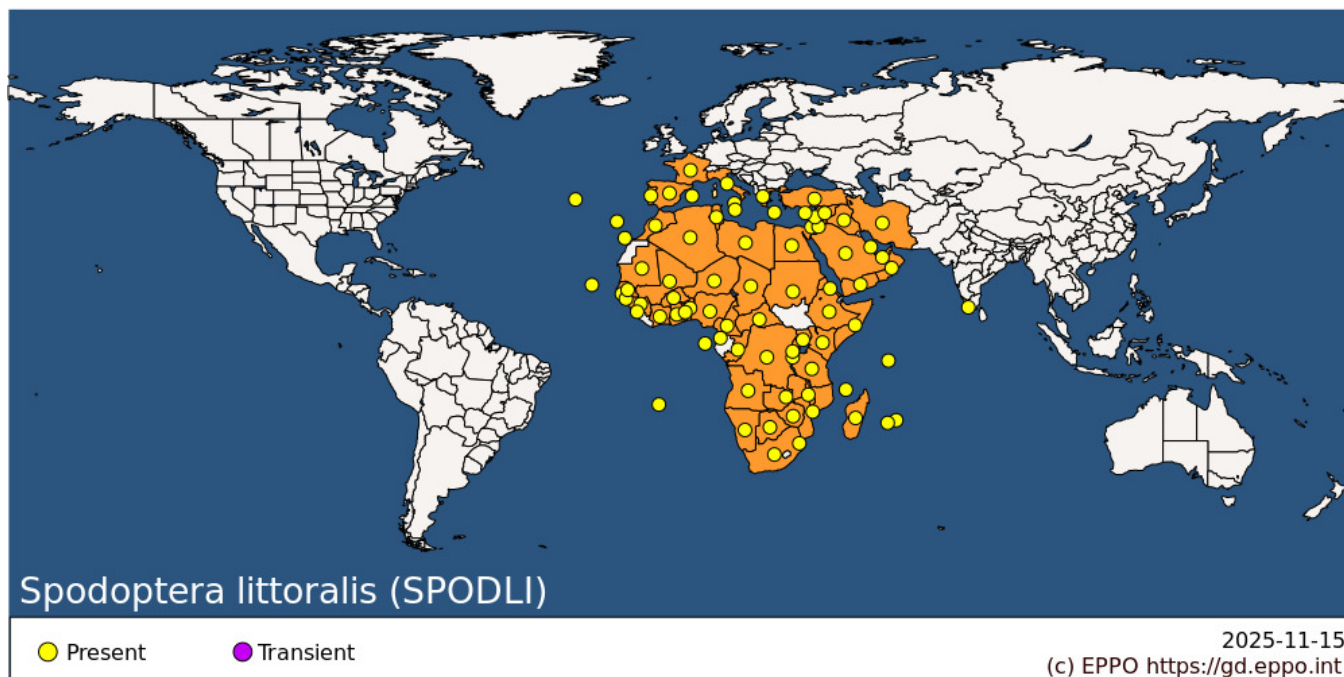 Spodoptera littoralis (SPODLI)
Present
Transient
2025-11-15
(c) EPPO https://gd.eppo.int